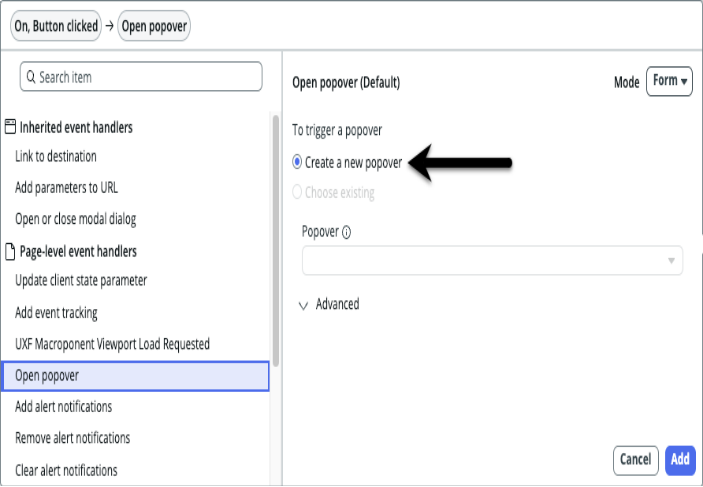 On, Button clicked → Open popover
Search item
Inherited event handlers
Link to destination
Add parameters to URL
Open or close modal dialog
Page-level event handlers
Update client state parameter
Add event tracking
UXF Macroponent Viewport Load Requested
Open popover
Add alert notifications
Remove alert notifications
Clear alert notifications
Open popover (Default)
Mode Form
To trigger a popover
Create a new popover
Choose existing
Popover
Advanced
Cancel Add